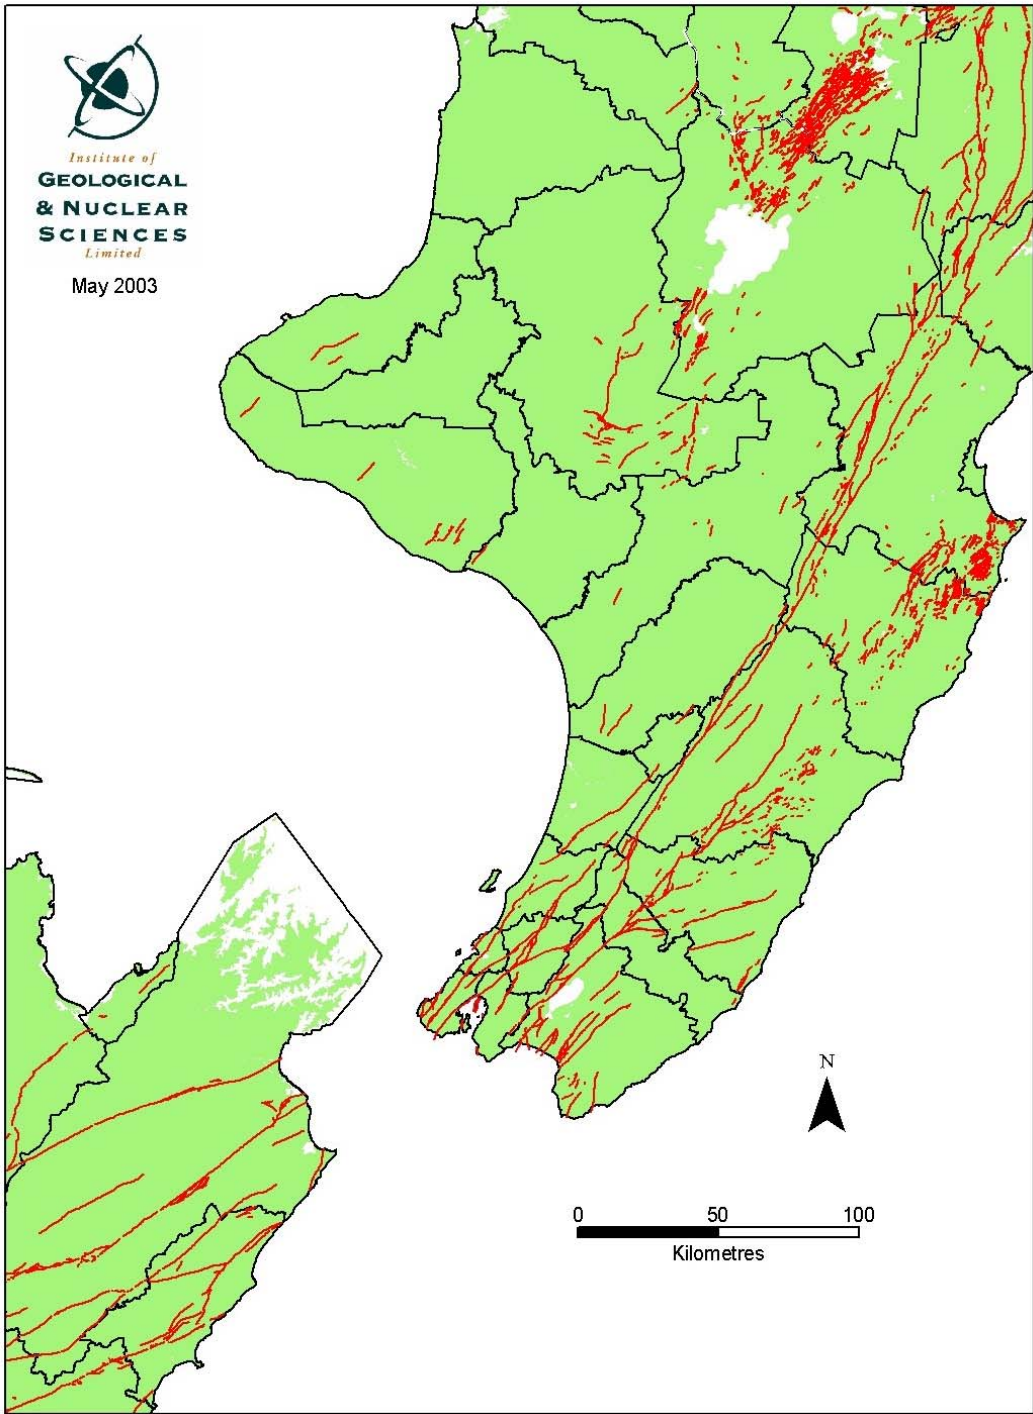 Institute of
GEOLOGICAL
& NUCLEAR
SCIENCES
Limited
May 2003
N
0 50 100
Kilometres